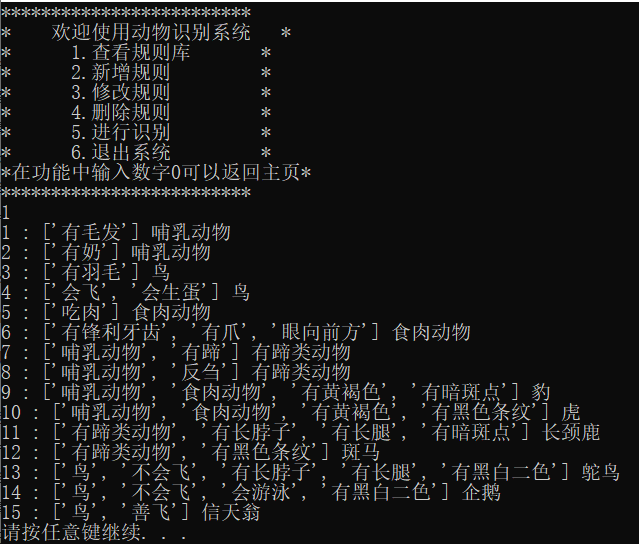 *************************
*    欢迎使用动物识别系统   *
*      1.查看规则库       *
*      2.新增规则         *
*      3.修改规则         *
*      4.删除规则         *
*      5.进行识别         *
*      6.退出系统         *
*在功能中输入数字0可以返回主页*
*************************
1
1 : ['有毛发'] 哺乳动物
2 : ['有奶'] 哺乳动物
3 : ['有羽毛'] 鸟
4 : ['会飞', '会生蛋'] 鸟
5 : ['吃肉'] 食肉动物
6 : ['有锋利牙齿', '有爪', '眼向前方'] 食肉动物
7 : ['哺乳动物', '有蹄'] 有蹄类动物
8 : ['哺乳动物', '反刍'] 有蹄类动物
9 : ['哺乳动物', '食肉动物', '有黄褐色', '有暗斑点'] 豹
10 : ['哺乳动物', '食肉动物', '有黄褐色', '有黑色条纹'] 虎
11 : ['有蹄类动物', '有长脖子', '有长腿', '有暗斑点'] 长颈鹿
12 : ['有蹄类动物', '有黑色条纹'] 斑马
13 : ['鸟', '不会飞', '有长脖子', '有长腿', '有黑白二色'] 鸵鸟
14 : ['鸟', '不会飞', '会游泳', '有黑白二色'] 企鹅
15 : ['鸟', '善飞'] 信天翁
请按任意键继续. . .